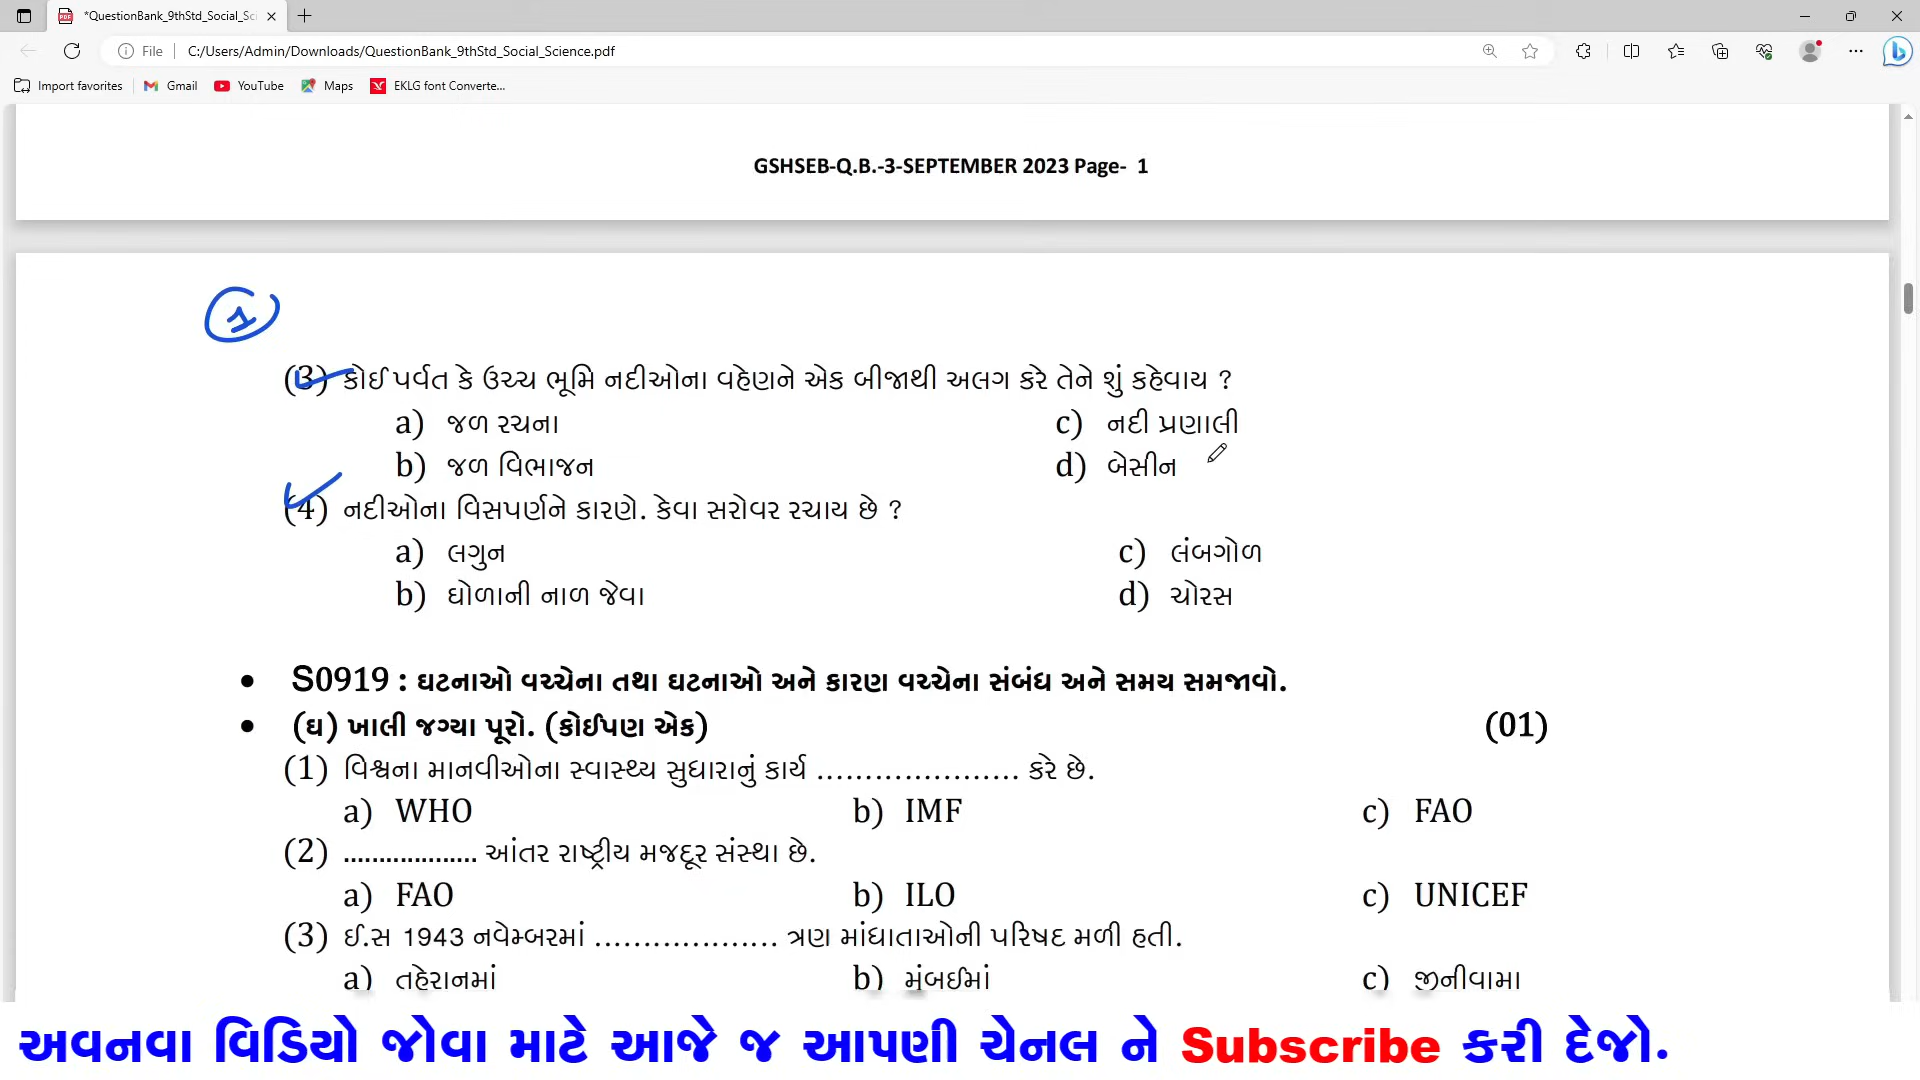 *QuestionBank_9thStd_Social_Sci
File C:/Users/Admin/Downloads/QuestionBank_9thStd_Social_Science.pdf
Import favorites Gmail YouTube Maps EKLG font Converte...
GSHSEB-Q.B.-3-SEPTEMBER 2023 Page- 1
1
(3) કોઈ પર્વત કે ઉચ્ચ ભૂમિ નદીઓના વહેણને એક બીજાથી અલગ કરે તેને શું કહેવાય ?
a) જળ રચના c) નદી પ્રણાલી
b) જળ વિભાજન d) બેસીન
(4) નદીઓના વિસપર્ણને કારણે. કેવા સરોવર રચાય છે ?
a) લગુન c) લંબગોળ
b) ઘોળાની નાળ જેવા d) ચોરસ
• S0919 : ઘટનાઓ વચ્ચેના તથા ઘટનાઓ અને કારણ વચ્ચેના સંબંધ અને સમય સમજાવો.
• (ઘ) ખાલી જગ્યા પૂરો. (કોઈપણ એક) (01)
(1) વિશ્વના માનવીઓના સ્વાસ્થ્ય સુધારાનું કાર્ય ..................... કરે છે.
a) WHO b) IMF c) FAO
(2) ................... આંતર રાષ્ટ્રીય મજદૂર સંસ્થા છે.
a) FAO b) ILO c) UNICEF
(3) ઈ.સ 1943 નવેમ્બરમાં ................... ત્રણ માંધાતાઓની પરિષદ મળી હતી.
a) તહેરાનમાં b) મુંબઈમાં c) જીનીવામા
અવનવા વિડિયો જોવા માટે આજે જ આપણી ચેનલ ને Subscribe કરી દેજો.